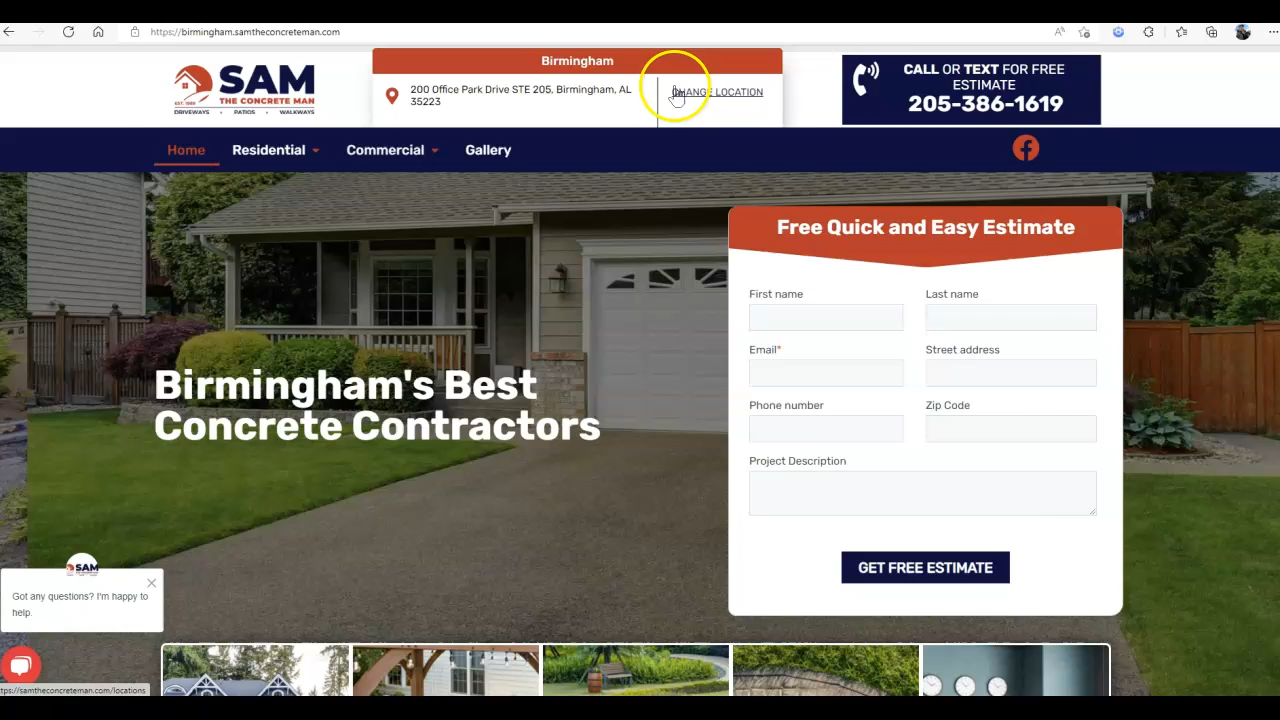 https://birmingham.samtheconcreteman.com
Birmingham
200 Office Park Drive STE 205, Birmingham, AL
35223
CHANGE LOCATION
SAM
THE CONCRETE MAN
EST. 1989
DRIVEWAYS • PATIOS • WALKWAYS
CALL OR TEXT FOR FREE
ESTIMATE
205-386-1619
Home
Residential
Commercial
Gallery
Birmingham's Best
Concrete Contractors
Free Quick and Easy Estimate
First name
Last name
Email*
Street address
Phone number
Zip Code
Project Description
GET FREE ESTIMATE
SAM
Got any questions? I'm happy to
help.
tps://samtheconcreteman.com/locations